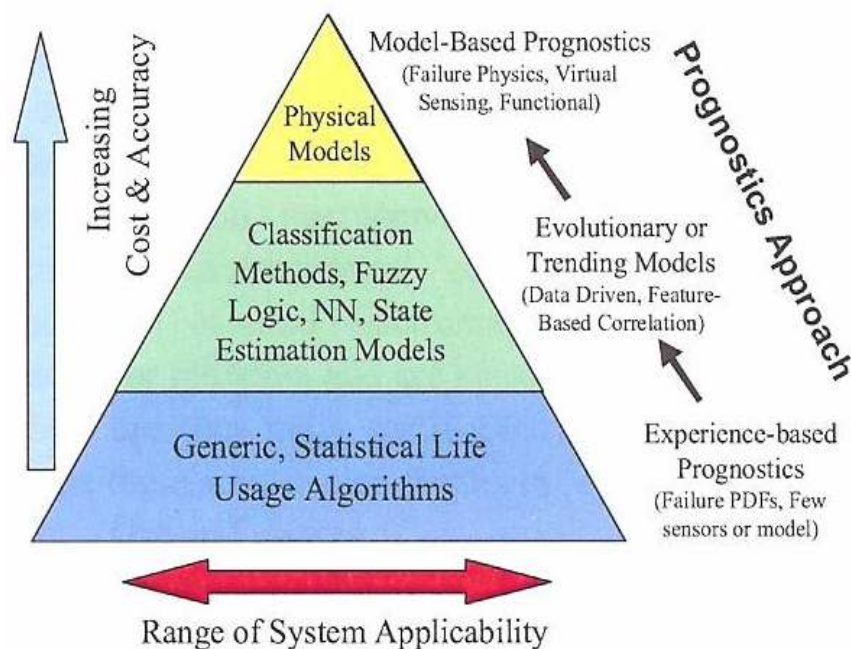 Increasing
Cost & Accuracy
Physical
Models
Classification
Methods, Fuzzy
Logic, NN, State
Estimation Models
Generic, Statistical Life
Usage Algorithms
Range of System Applicability
Model-Based Prognostics
(Failure Physics, Virtual
Sensing, Functional)
Evolutionary or
Trending Models
(Data Driven, Feature-
Based Correlation)
Experience-based
Prognostics
(Failure PDFs, Few
sensors or model)
Prognostics Approach